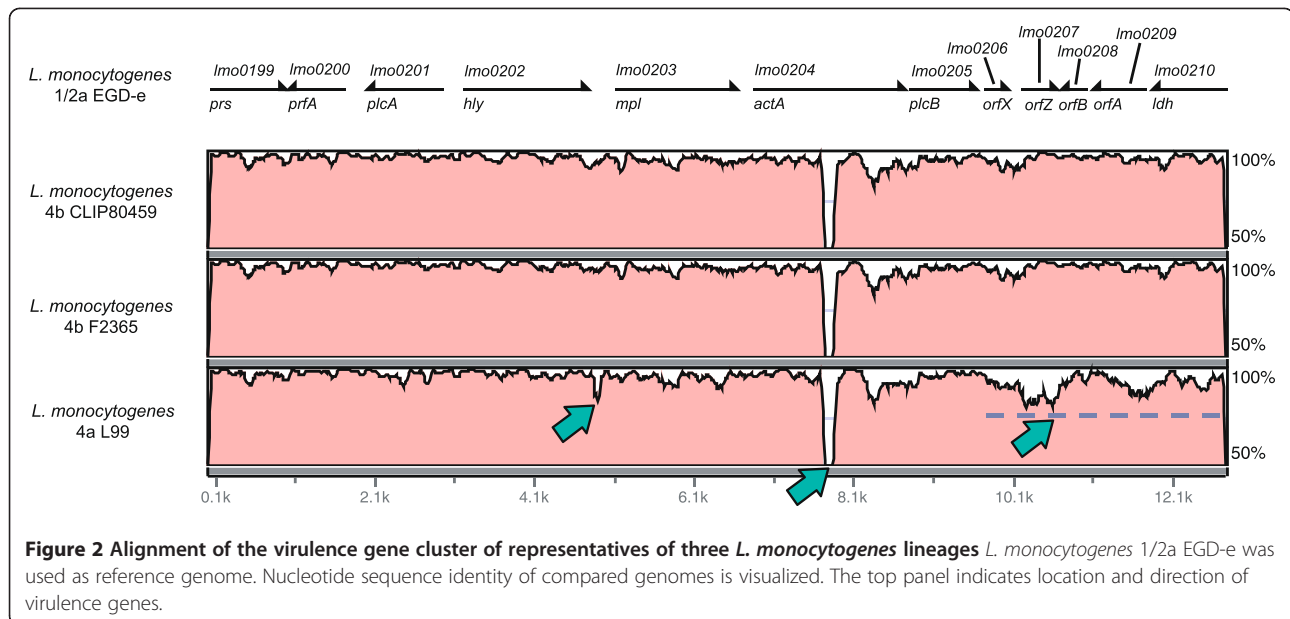 L. monocytogenes
1/2a EGD-e
lmo0199 lmo0200 lmo0201 lmo0202 lmo0203 lmo0204 lmo0205 lmo0206 lmo0207 lmo0208 lmo0209 lmo0210
prs prfA plcA hly mpl actA plcB orfX orfZ orfB orfA ldh
L. monocytogenes
4b CLIP80459
100%
50%
L. monocytogenes
4b F2365
100%
50%
L. monocytogenes
4a L99
100%
50%
0.1k 2.1k 4.1k 6.1k 8.1k 10.1k 12.1k
Figure 2 Alignment of the virulence gene cluster of representatives of three L. monocytogenes lineages L. monocytogenes 1/2a EGD-e was
used as reference genome. Nucleotide sequence identity of compared genomes is visualized. The top panel indicates location and direction of
virulence genes.